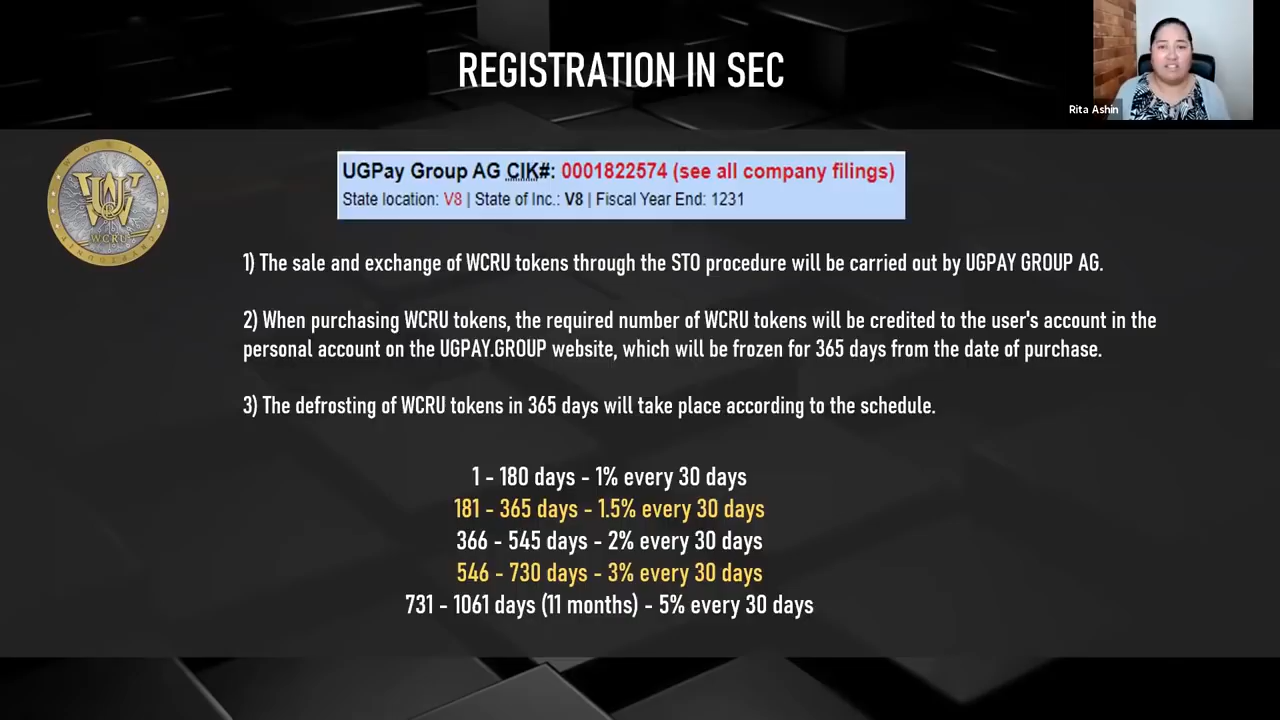 REGISTRATION IN SEC
Rita Ashin
WORLD
WCRU
CRYPTOUNIT
UGPay Group AG CIK#: 0001822574 (see all company filings)
State location: V8 | State of Inc.: V8 | Fiscal Year End: 1231
1) The sale and exchange of WCRU tokens through the STO procedure will be carried out by UGPAY GROUP AG.
2) When purchasing WCRU tokens, the required number of WCRU tokens will be credited to the user's account in the
personal account on the UGPAY.GROUP website, which will be frozen for 365 days from the date of purchase.
3) The defrosting of WCRU tokens in 365 days will take place according to the schedule.
1 - 180 days - 1% every 30 days
181 - 365 days - 1.5% every 30 days
366 - 545 days - 2% every 30 days
546 - 730 days - 3% every 30 days
731 - 1061 days (11 months) - 5% every 30 days